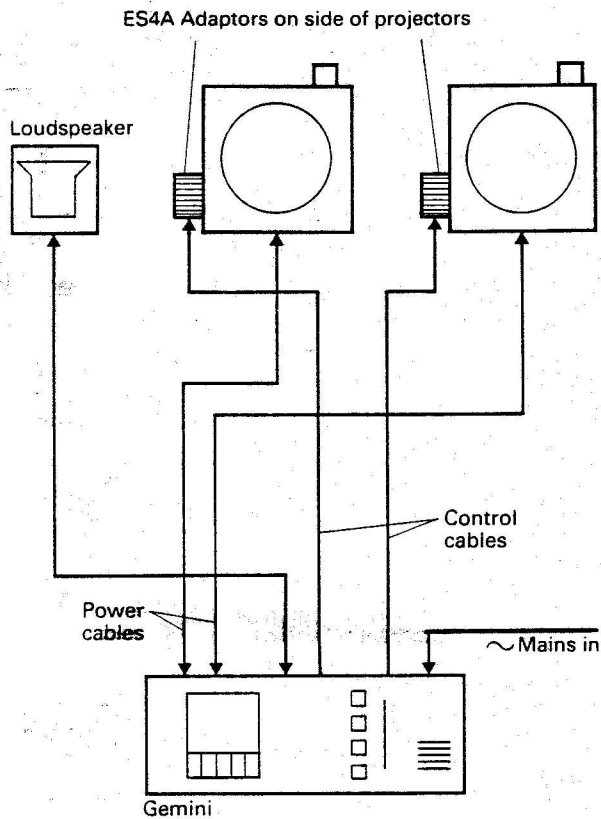 ES4A Adaptors on side of projectors
Loudspeaker
Control
cables
Power
cables
～Mains in
Gemini